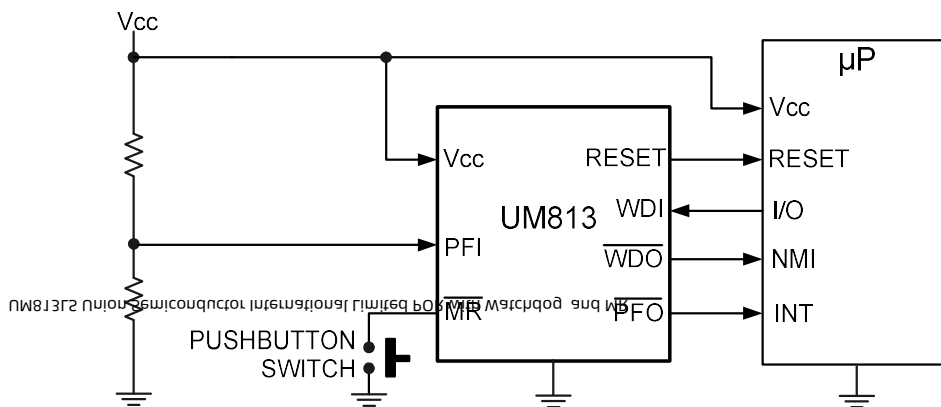 Vcc
μP
Vcc
Vcc
RESET
RESET
UM813
WDI
I/O
PFI
WDO
NMI
UM813LS Union Semiconductor International Limited POR with Watchdog and MR
MR
PFO
INT
PUSHBUTTON
SWITCH